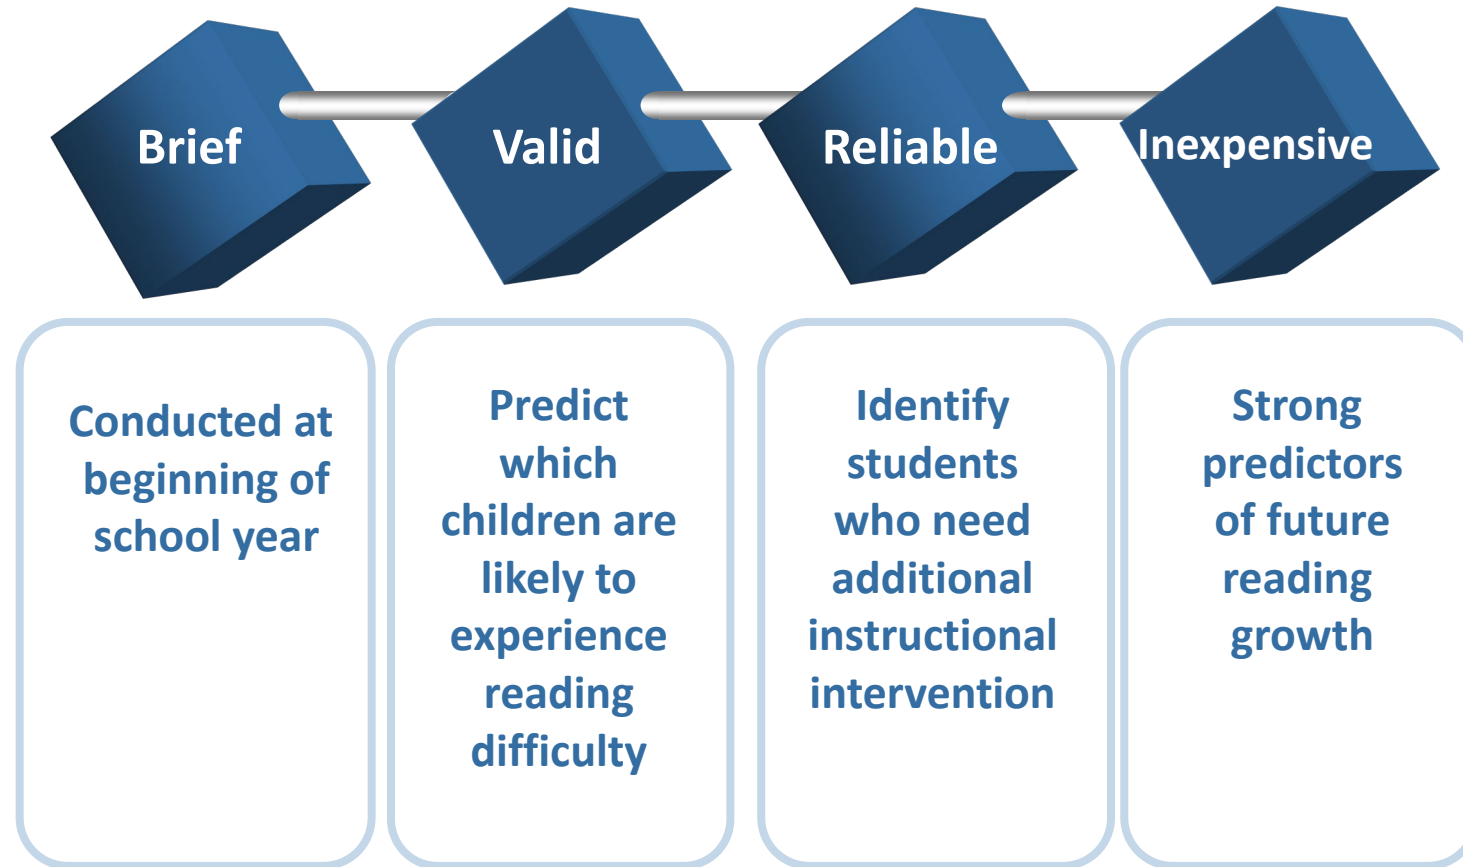 Brief
Valid
Reliable
Inexpensive
Conducted at
beginning of
school year
Predict
which
children are
likely to
experience
reading
difficulty
Identify
students
who need
additional
instructional
intervention
Strong
predictors
of future
reading
growth